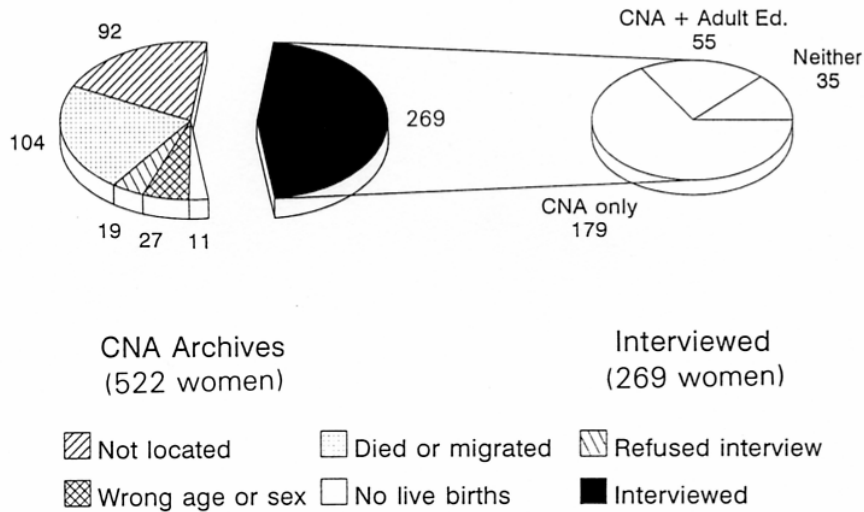 CNA + Adult Ed.
55
92
Neither
35
269
104
CNA only
179
19
27
11
CNA Archives
(522 women)
Interviewed
(269 women)
Not located
Died or migrated
Refused interview
Wrong age or sex
No live births
Interviewed